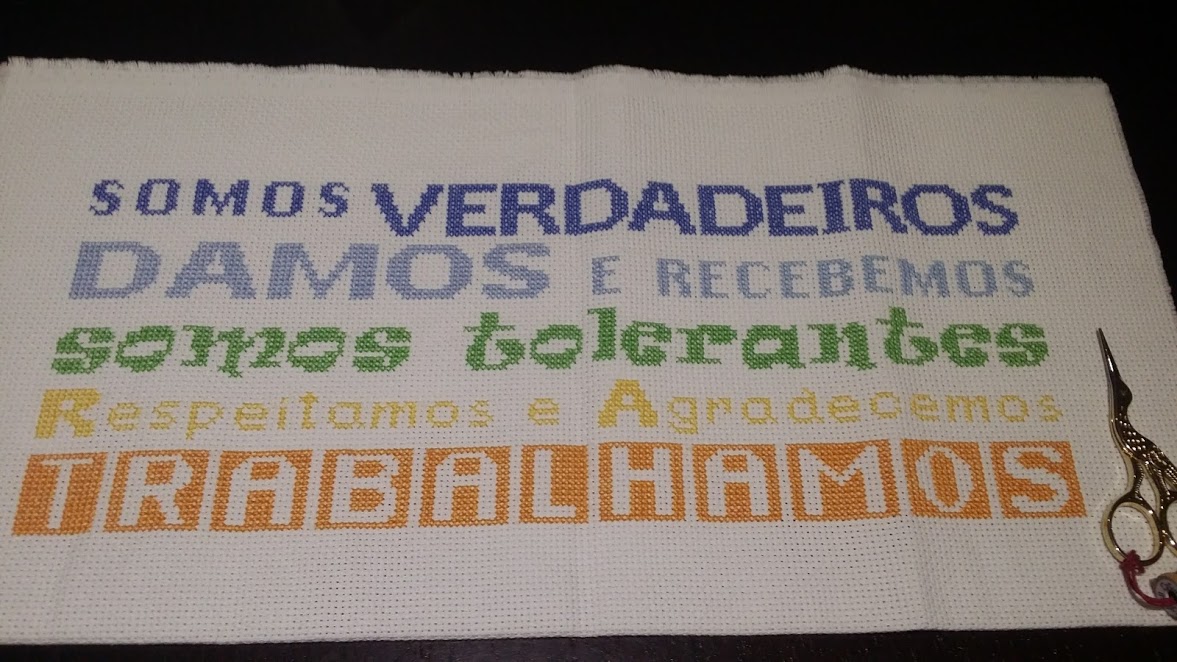 SOMOS VERDADEIROS
DAMOS E RECEBEMOS
somos tolerantes
Respeitamos e Agradecemos
TRABALHAMOS